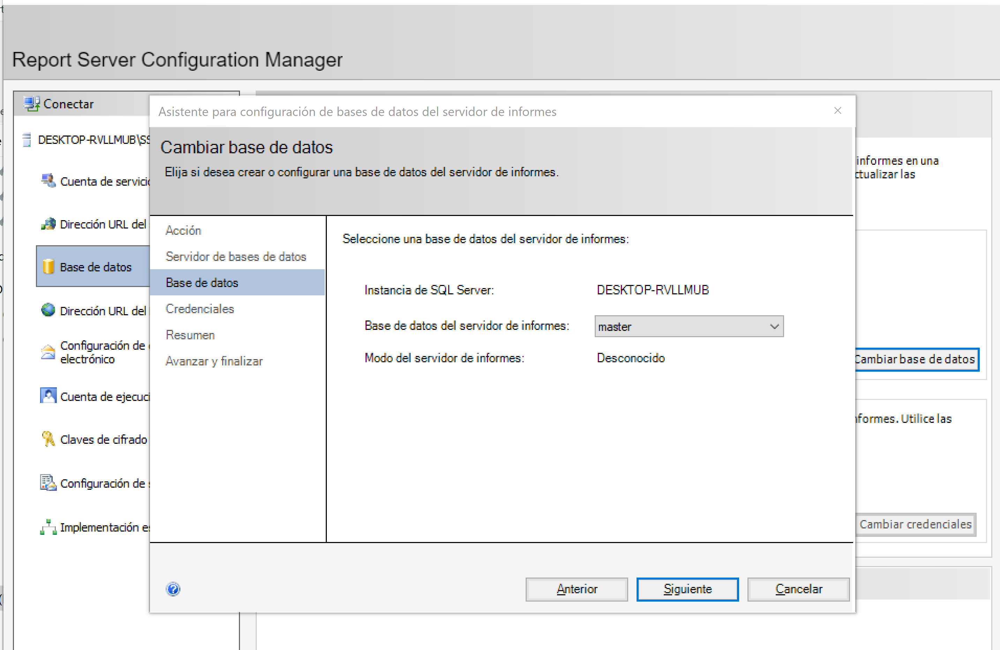 Report Server Configuration Manager
Conectar
DESKTOP-RVLLMUB\SS
Cuenta de servicio
Dirección URL del
Base de datos
Dirección URL del
Configuración de
electrónico
Cuenta de ejecuci
Claves de cifrado
Configuración de
Implementación es
Asistente para configuración de bases de datos del servidor de informes
Cambiar base de datos
Elija si desea crear o configurar una base de datos del servidor de informes.
Acción
Servidor de bases de datos
Base de datos
Credenciales
Resumen
Avanzar y finalizar
Seleccione una base de datos del servidor de informes:
Instancia de SQL Server: DESKTOP-RVLLMUB
Base de datos del servidor de informes: master
Modo del servidor de informes: Desconocido
Anterior Siguiente Cancelar
informes en una
ctualizar las
Cambiar base de datos
nformes. Utilice las
Cambiar credenciales